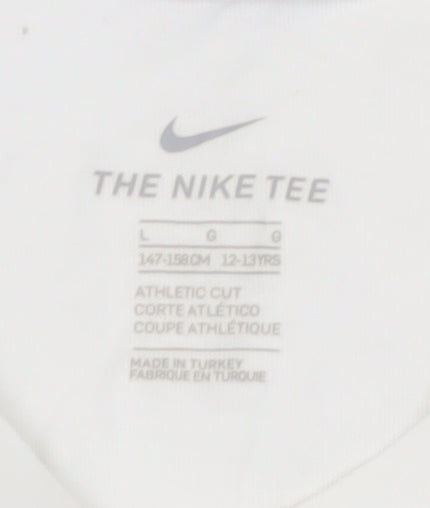 THE NIKE TEE
L G G
147-158CM 12-13YRS
ATHLETIC CUT
CORTE ATLÉTICO
COUPE ATHLÉTIQUE
MADE IN TURKEY
FABRIQUE EN TURQUIE